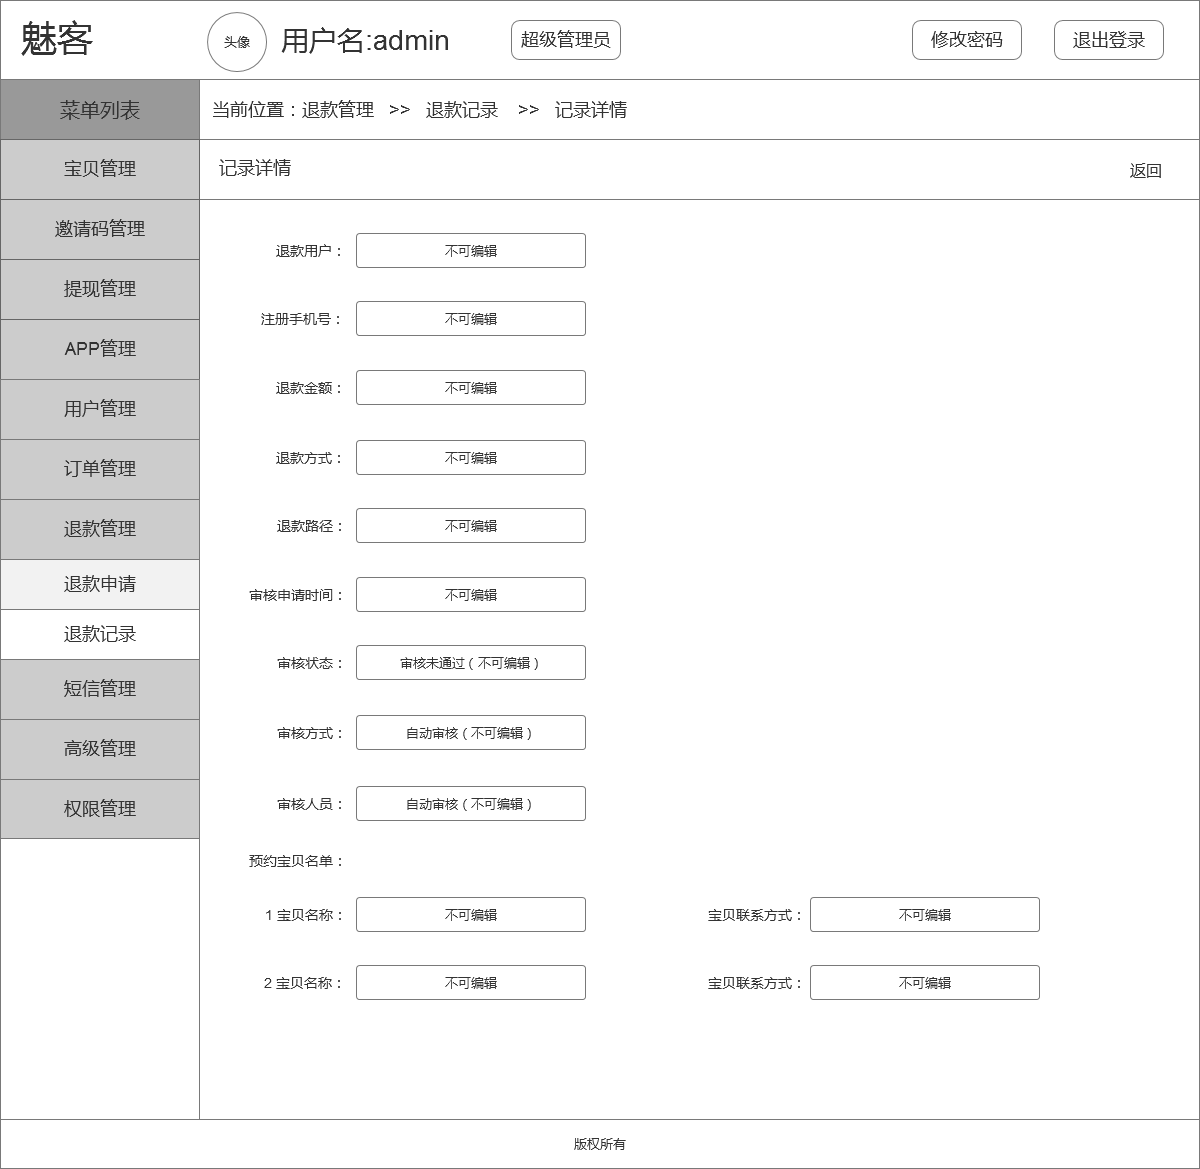 魅客
头像
用户名:admin
超级管理员
修改密码
退出登录
菜单列表
当前位置：退款管理 >> 退款记录 >> 记录详情
宝贝管理
记录详情
返回
邀请码管理
提现管理
APP管理
用户管理
订单管理
退款管理
退款申请
退款记录
短信管理
高级管理
权限管理
退款用户： 不可编辑
注册手机号： 不可编辑
退款金额： 不可编辑
退款方式： 不可编辑
退款路径： 不可编辑
审核申请时间： 不可编辑
审核状态： 审核未通过（不可编辑）
审核方式： 自动审核（不可编辑）
审核人员： 自动审核（不可编辑）
预约宝贝名单：
1 宝贝名称： 不可编辑 宝贝联系方式： 不可编辑
2 宝贝名称： 不可编辑 宝贝联系方式： 不可编辑
版权所有